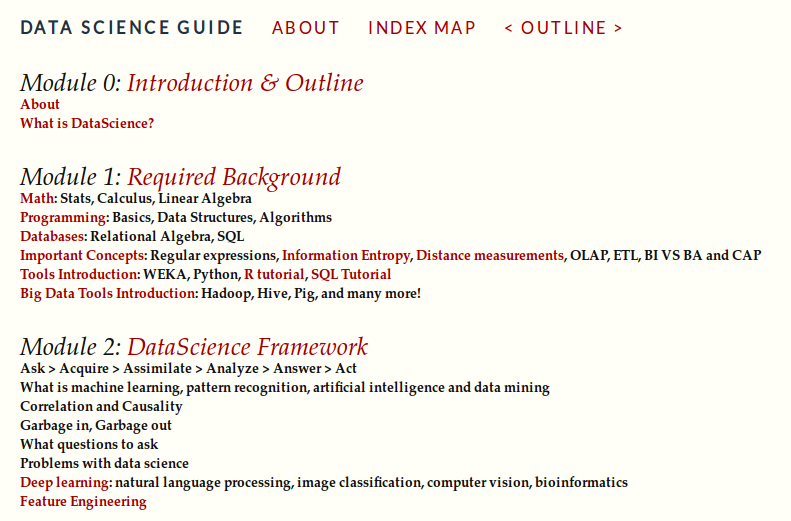 DATA SCIENCE GUIDE ABOUT INDEX MAP < OUTLINE >
Module 0: Introduction & Outline
About
What is DataScience?
Module 1: Required Background
Math: Stats, Calculus, Linear Algebra
Programming: Basics, Data Structures, Algorithms
Databases: Relational Algebra, SQL
Important Concepts: Regular expressions, Information Entropy, Distance measurements, OLAP, ETL, BI VS BA and CAP
Tools Introduction: WEKA, Python, R tutorial, SQL Tutorial
Big Data Tools Introduction: Hadoop, Hive, Pig, and many more!
Module 2: DataScience Framework
Ask > Acquire > Assimilate > Analyze > Answer > Act
What is machine learning, pattern recognition, artificial intelligence and data mining
Correlation and Causality
Garbage in, Garbage out
What questions to ask
Problems with data science
Deep learning: natural language processing, image classification, computer vision, bioinformatics
Feature Engineering